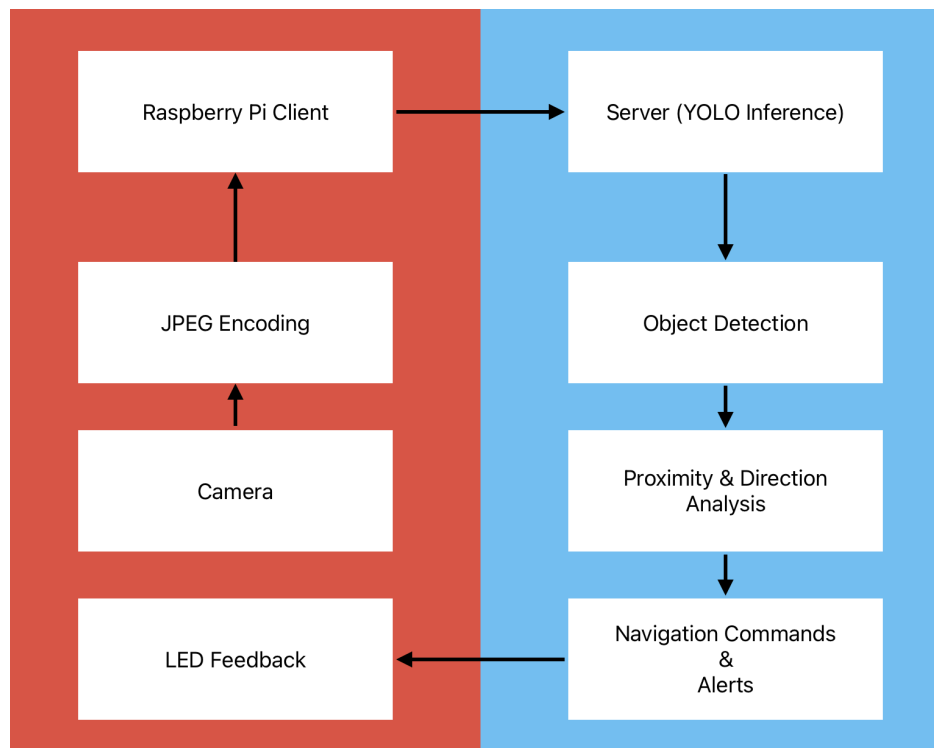 Raspberry Pi Client
Server (YOLO Inference)
JPEG Encoding
Object Detection
Camera
Proximity & Direction
Analysis
LED Feedback
Navigation Commands
&
Alerts